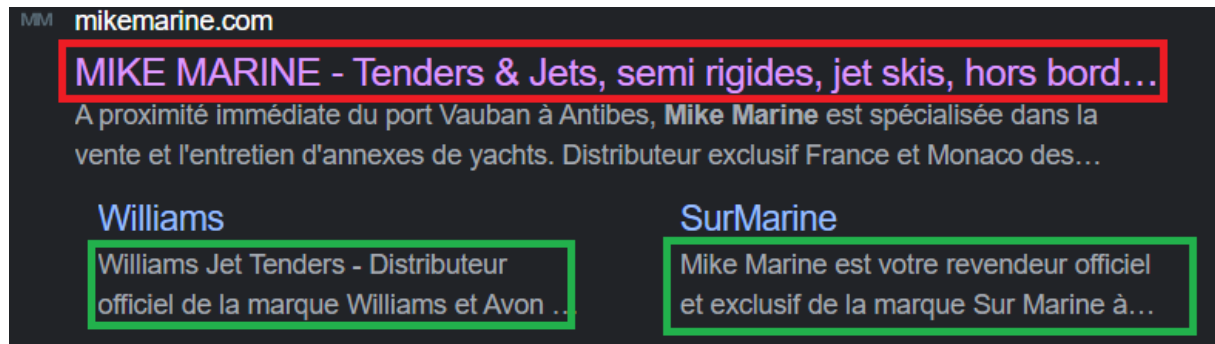 MM mikemarine.com
MIKE MARINE - Tenders & Jets, semi rigides, jet skis, hors bord…
A proximité immédiate du port Vauban à Antibes, Mike Marine est spécialisée dans la
vente et l'entretien d'annexes de yachts. Distributeur exclusif France et Monaco des…
Williams
Williams Jet Tenders - Distributeur
officiel de la marque Williams et Avon …
SurMarine
Mike Marine est votre revendeur officiel
et exclusif de la marque Sur Marine à…